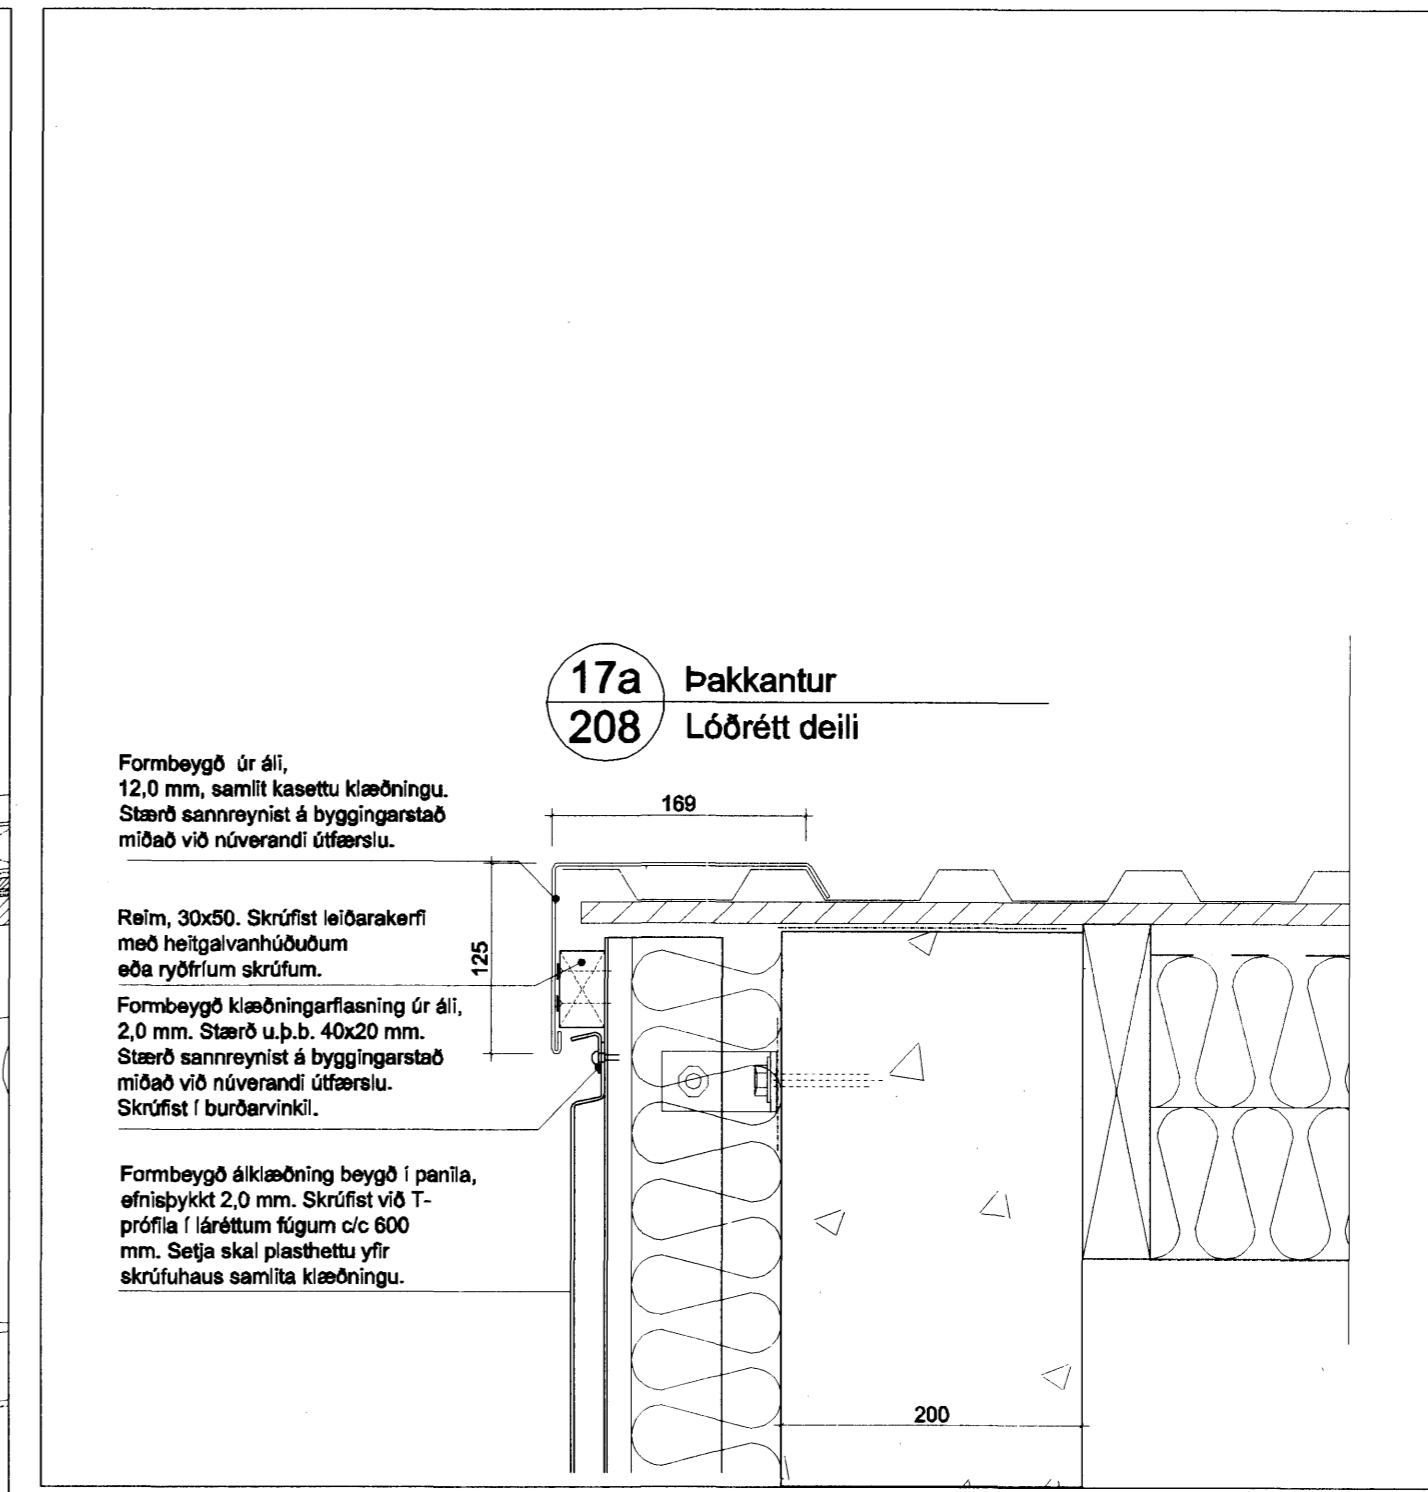 17a
Þakkantur
208
Lóðrétt deili
Formbeygð úr áli,
12,0 mm, samlit kasettu klæðningu.
Stærð sannreynist á byggingarstað
miðað við núverandi útfærslu.
169
Reim, 30x50. Skrúfist leiðarakerfi
með heitgalvanhúðuðum
eða ryðfríum skrúfum.
125
Formbeygð klæðningarflasning úr áli,
2,0 mm. Stærð u.þ.b. 40x20 mm.
Stærð sannreynist á byggingarstað
miðað við núverandi útfærslu.
Skrúfist í burðarvinkil.
Formbeygð álklæðning beygð í panila,
efnisþykkt 2,0 mm. Skrúfist við T-
prófila í láréttum fúgum c/c 600
mm. Setja skal plasthettu yfir
skrúfuhaus samlita klæðningu.
200